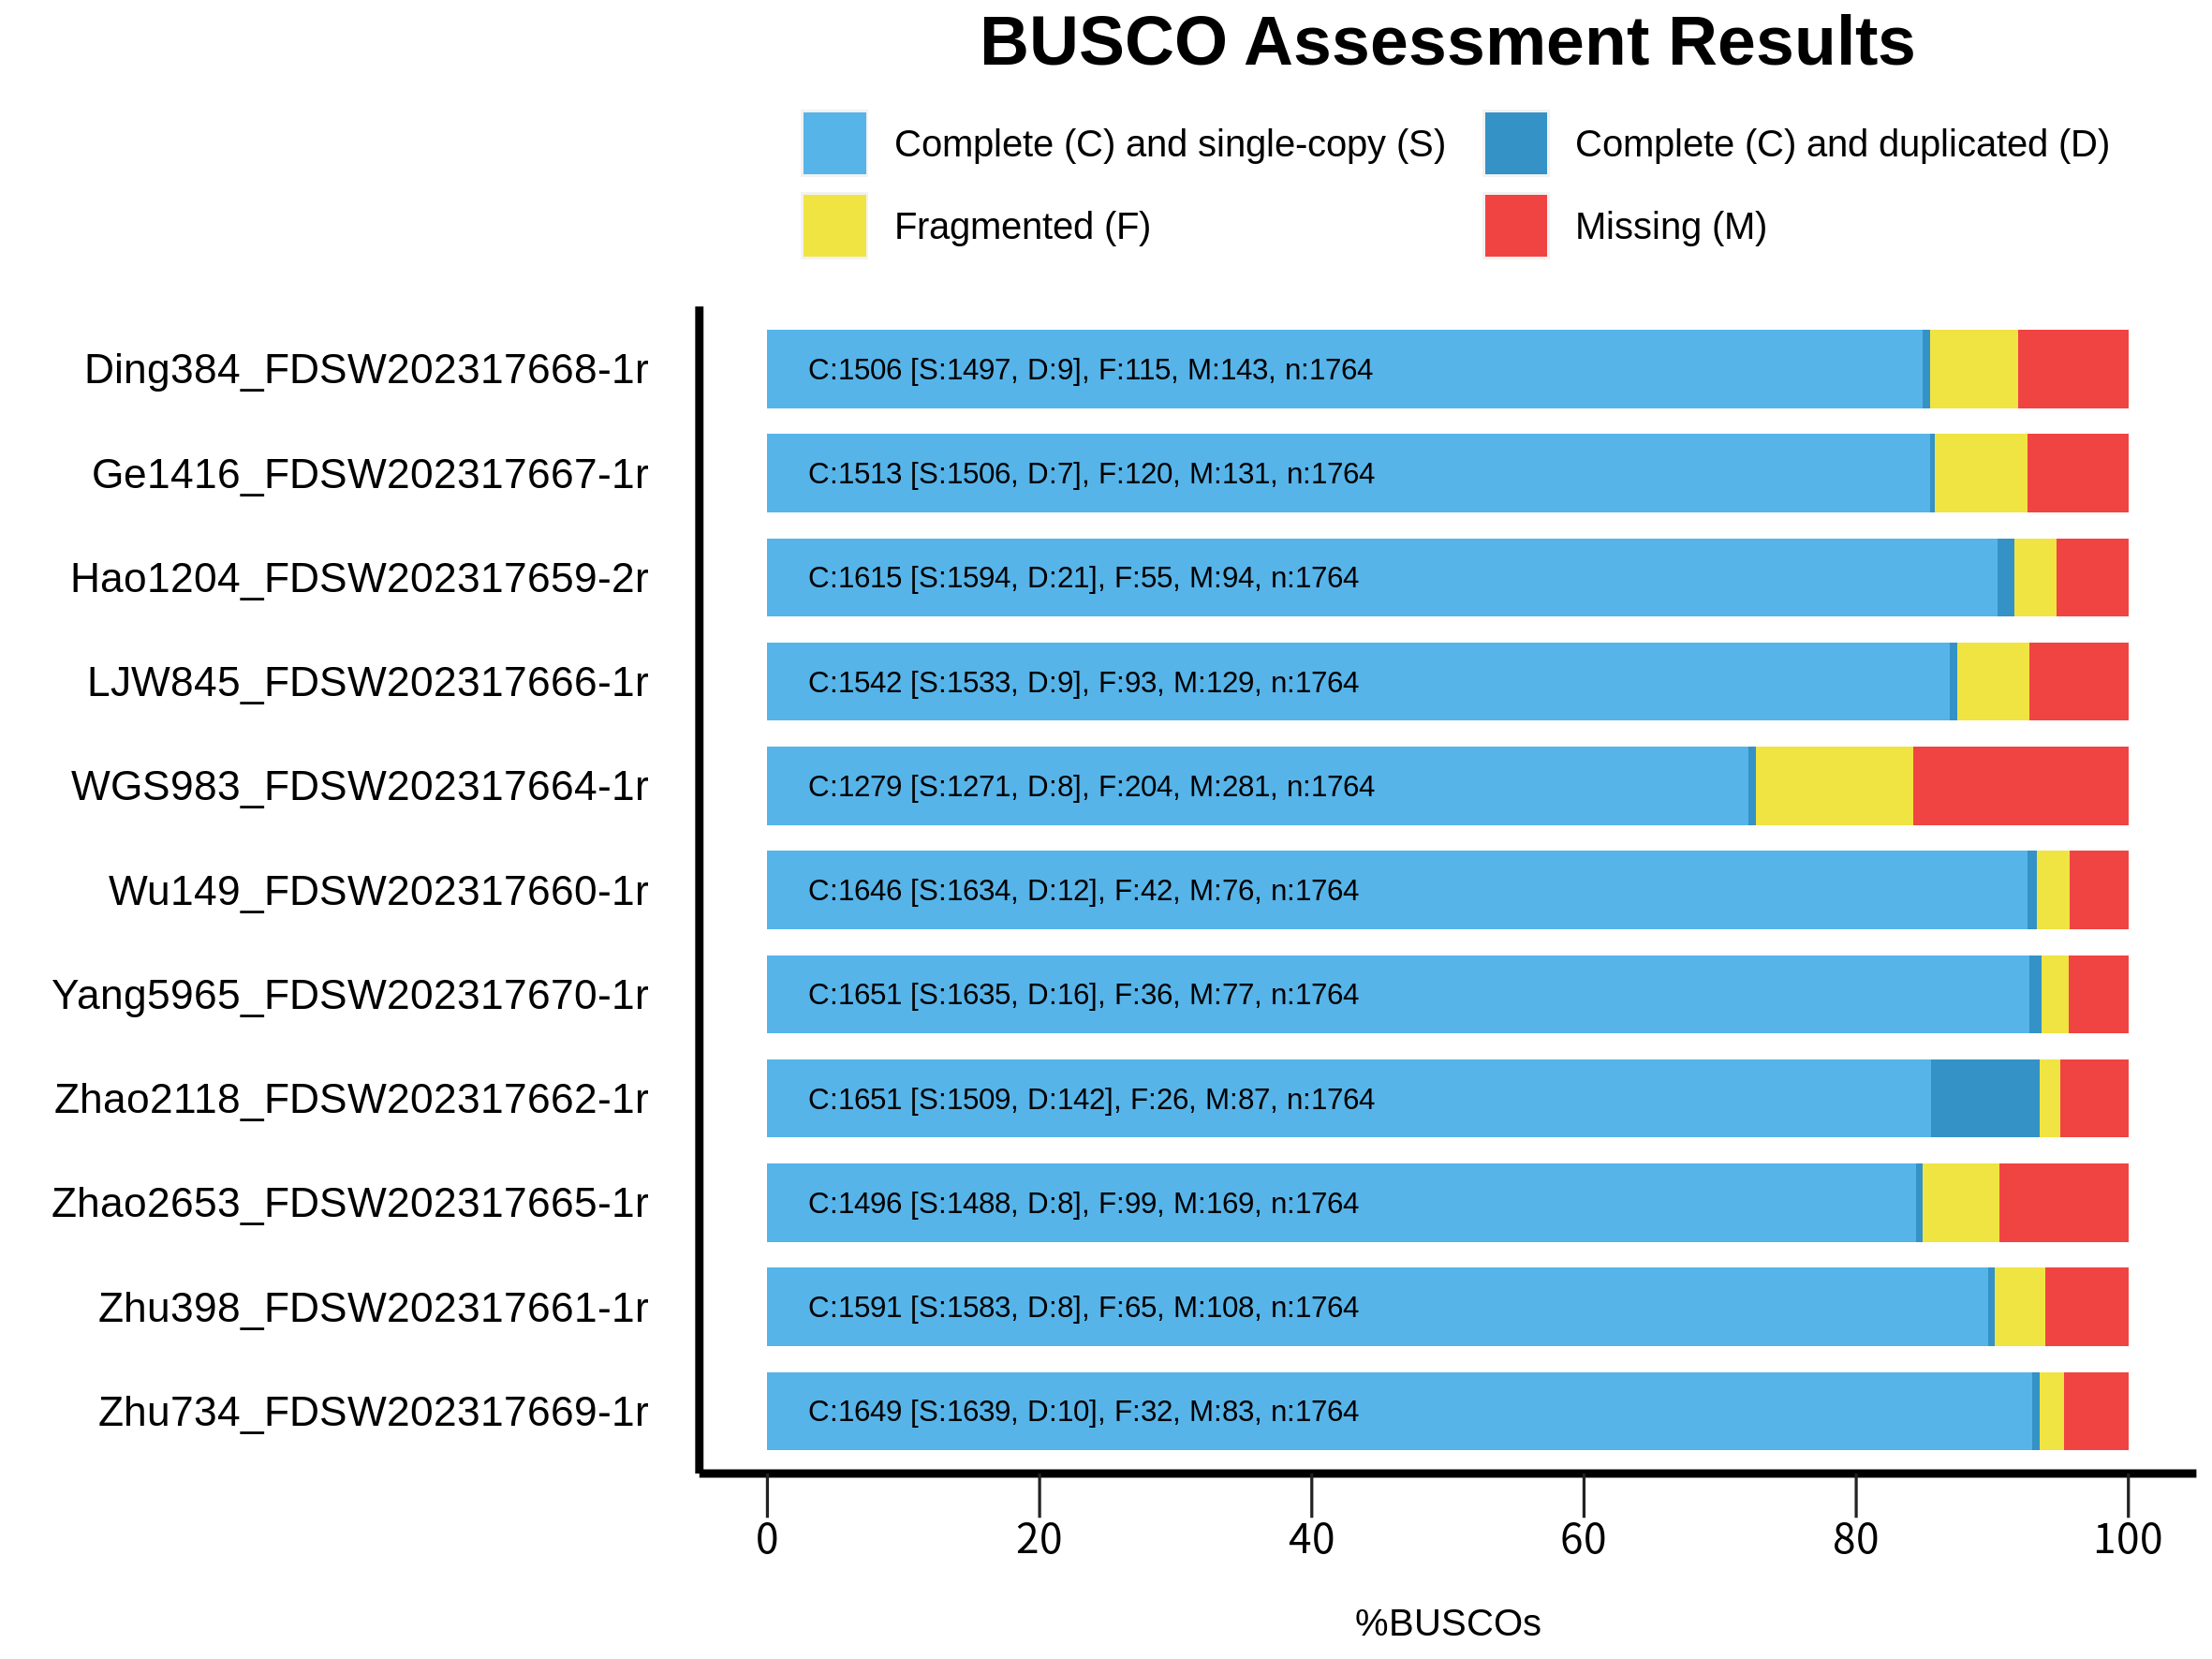 BUSCO Assessment Results
Complete (C) and single-copy (S) Complete (C) and duplicated (D)
Fragmented (F) Missing (M)
Ding384_FDSW202317668-1r C:1506 [S:1497, D:9], F:115, M:143, n:1764
Ge1416_FDSW202317667-1r C:1513 [S:1506, D:7], F:120, M:131, n:1764
Hao1204_FDSW202317659-2r C:1615 [S:1594, D:21], F:55, M:94, n:1764
LJW845_FDSW202317666-1r C:1542 [S:1533, D:9], F:93, M:129, n:1764
WGS983_FDSW202317664-1r C:1279 [S:1271, D:8], F:204, M:281, n:1764
Wu149_FDSW202317660-1r C:1646 [S:1634, D:12], F:42, M:76, n:1764
Yang5965_FDSW202317670-1r C:1651 [S:1635, D:16], F:36, M:77, n:1764
Zhao2118_FDSW202317662-1r C:1651 [S:1509, D:142], F:26, M:87, n:1764
Zhao2653_FDSW202317665-1r C:1496 [S:1488, D:8], F:99, M:169, n:1764
Zhu398_FDSW202317661-1r C:1591 [S:1583, D:8], F:65, M:108, n:1764
Zhu734_FDSW202317669-1r C:1649 [S:1639, D:10], F:32, M:83, n:1764
0 20 40 60 80 100
%BUSCOs